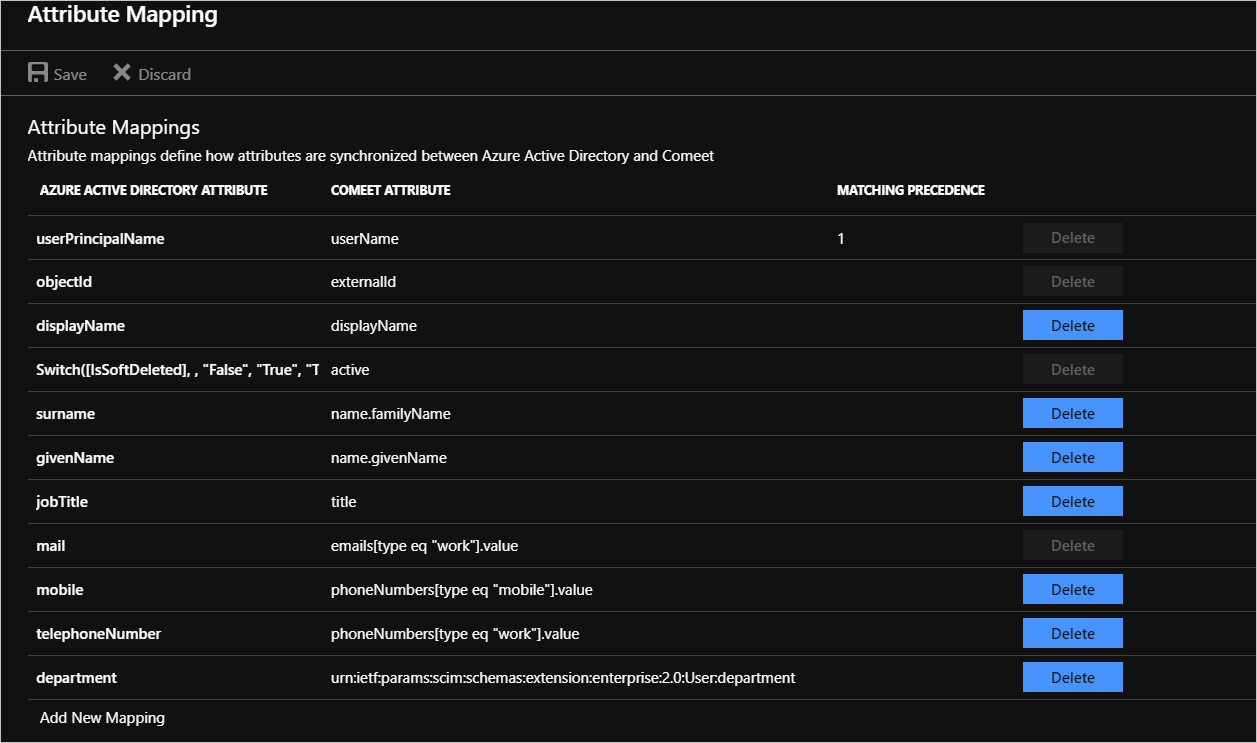 Attribute Mapping
Save Discard
Attribute Mappings
Attribute mappings define how attributes are synchronized between Azure Active Directory and Comeet
AZURE ACTIVE DIRECTORY ATTRIBUTE COMEET ATTRIBUTE MATCHING PRECEDENCE
userPrincipalName userName 1 Delete
objectId externalId Delete
displayName displayName Delete
Switch([IsSoftDeleted], , "False", "True", "T active Delete
surname name.familyName Delete
givenName name.givenName Delete
jobTitle title Delete
mail emails[type eq "work"].value Delete
mobile phoneNumbers[type eq "mobile"].value Delete
telephoneNumber phoneNumbers[type eq "work"].value Delete
department urn:ietf:params:scim:schemas:extension:enterprise:2.0:User:department Delete
Add New Mapping